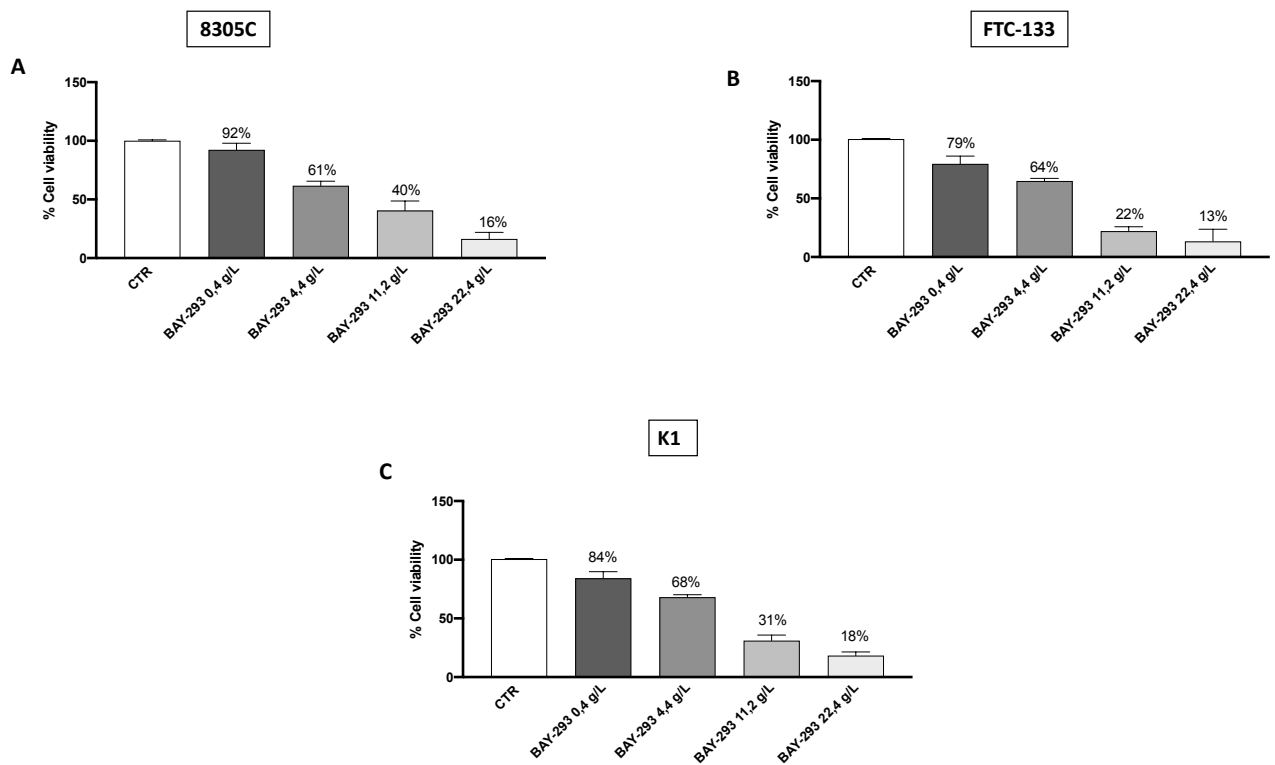 8305C
A
% Cell viability
150
100
50
0
92%
61%
40%
16%
CTR
BAY-293 0,4 g/L
BAY-293 4,4 g/L
BAY-293 11,2 g/L
BAY-293 22,4 g/L
FTC-133
B
% Cell viability
150
100
50
0
79%
64%
22%
13%
CTR
BAY-293 0,4 g/L
BAY-293 4,4 g/L
BAY-293 11,2 g/L
BAY-293 22,4 g/L
K1
C
% Cell viability
150
100
50
0
84%
68%
31%
18%
CTR
BAY-293 0,4 g/L
BAY-293 4,4 g/L
BAY-293 11,2 g/L
BAY-293 22,4 g/L